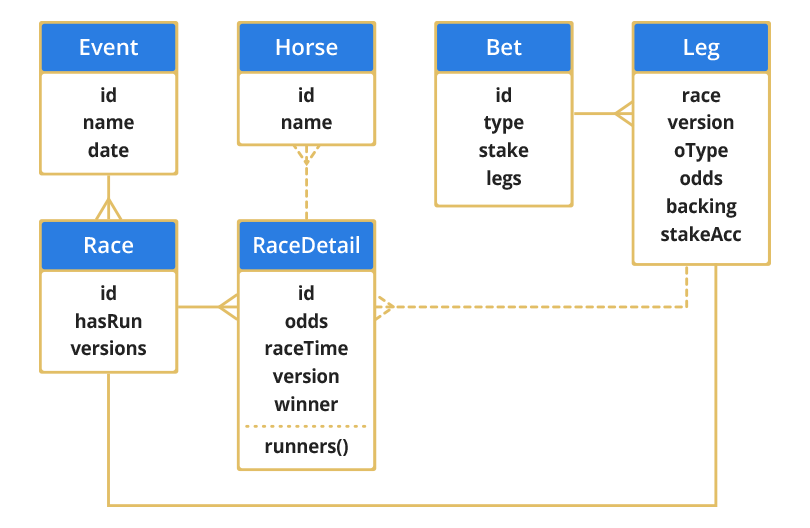 Event
id
name
date
Horse
id
name
Bet
id
type
stake
legs
Leg
race
version
oType
odds
backing
stakeAcc
Race
id
hasRun
versions
RaceDetail
id
odds
raceTime
version
winner
runners()